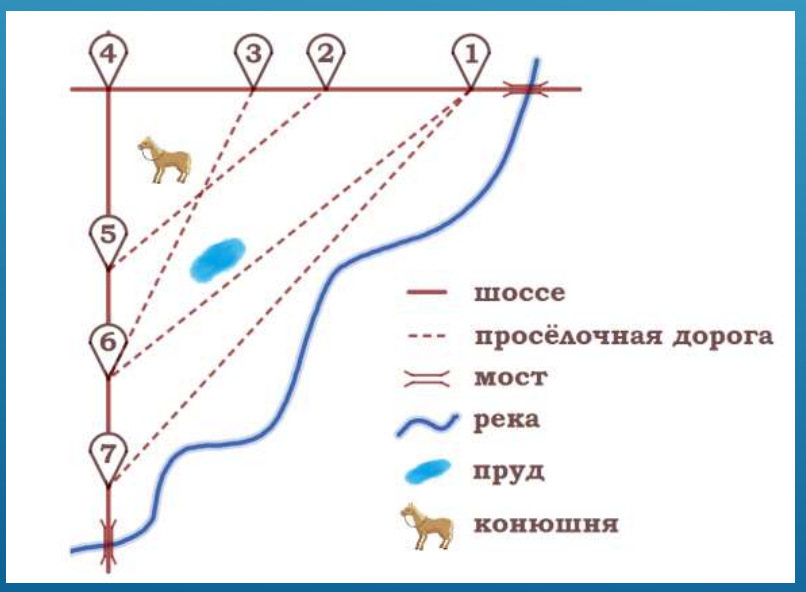 4 3 2 1
5
6
7
шоссе
просёлочная дорога
мост
река
пруд
конюшня